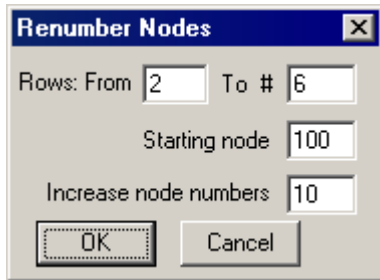 Renumber Nodes
Rows: From 2 To # 6
Starting node 100
Increase node numbers 10
OK Cancel